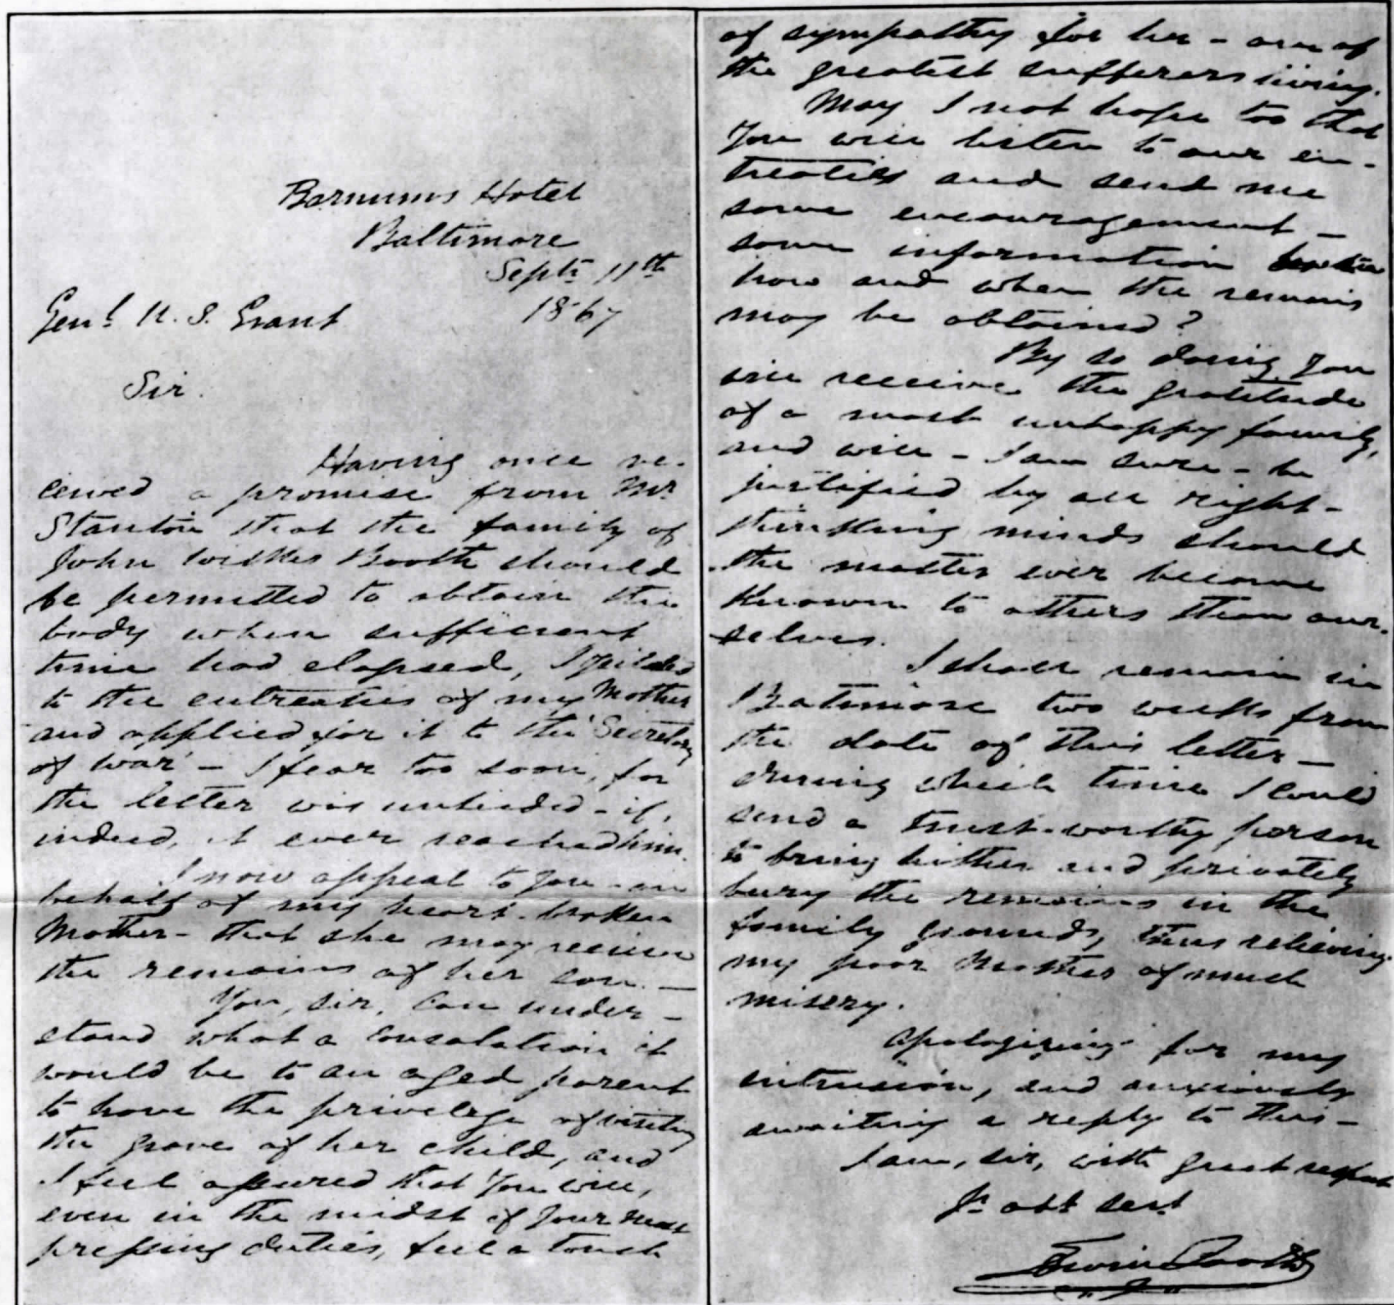 Barnums Hotel
Baltimore
Septr 11th
1867
Genl U. S. Grant
Sir.
Having once re-
ceived a promise from Mr
Stanton that the family of
John Wilkes Booth should
be permitted to obtain the
body when sufficient
time had elapsed, I yielded
to the entreaties of my Mother
and applied for it to the "Secretary
of War" – I fear too soon, for
the letter was unheeded – if,
indeed, it ever reached him.
I now appeal to you – on
behalf of my heart-broken
Mother – that she may receive
the remains of her son. –
You, sir, can under –
stand what a consolation it
would be to an aged parent
to have the privilege of visiting
the grave of her child, and
I feel assured that you will,
even in the midst of your most
pressing duties, feel a touch
of sympathy for her – one of
the greatest sufferers living.
May I not hope too that
you will listen to our en-
treaties and send me
some encouragement –
some information
how and when the remains
may be obtained?
By so doing you
will receive the gratitude
of a most unhappy family,
and will – I am sure – be
justified by all right-
thinking minds should
the matter ever become
known to others than our-
selves.
I shall remain in
Batimore two weeks from
the date of this letter –
during which time I could
send a trust-worthy person
to bring hither and privately
bury the remains in the
family grounds, thus relieving
my poor Mother of much
misery.
Apologizing for my
intrusion, and anxiously
awaiting a reply to this –
I am, sir, with great respect
Yr obt servt
Edwin Booth